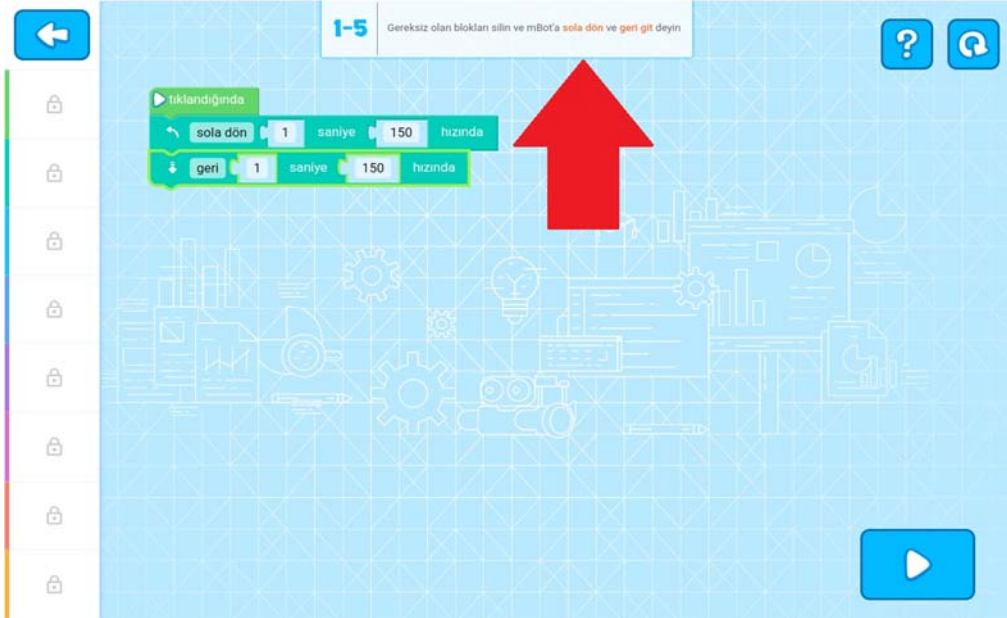 1-5 Gereksiz olan blokları silin ve mBot'a sola dön ve geri git deyin
?
tıklandığında
sola dön 1 saniye 150 hızında
geri 1 saniye 150 hızında